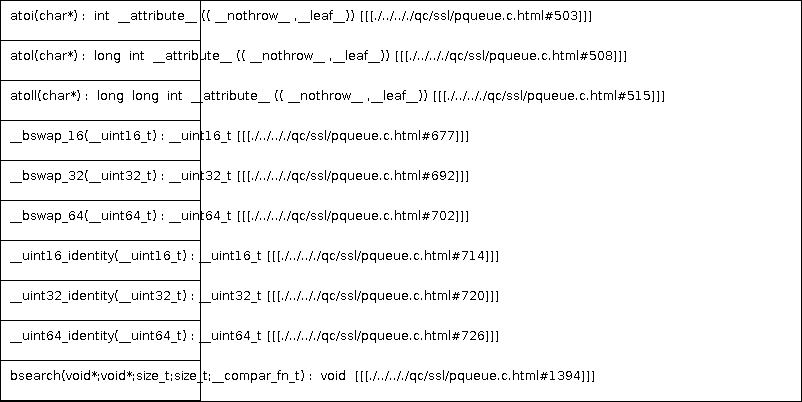 atoi(char*) : int __attribute__ (( __nothrow__ ,__leaf__)) [[[./../././qc/ssl/pqueue.c.html#503]]]
atol(char*) : long int __attribute__ (( __nothrow__ ,__leaf__)) [[[./../././qc/ssl/pqueue.c.html#508]]]
atoll(char*) : long long int __attribute__ (( __nothrow__ ,__leaf__)) [[[./../././qc/ssl/pqueue.c.html#515]]]
__bswap_16(__uint16_t) : __uint16_t [[[./../././qc/ssl/pqueue.c.html#677]]]
__bswap_32(__uint32_t) : __uint32_t [[[./../././qc/ssl/pqueue.c.html#692]]]
__bswap_64(__uint64_t) : __uint64_t [[[./../././qc/ssl/pqueue.c.html#702]]]
__uint16_identity(__uint16_t) : __uint16_t [[[./../././qc/ssl/pqueue.c.html#714]]]
__uint32_identity(__uint32_t) : __uint32_t [[[./../././qc/ssl/pqueue.c.html#720]]]
__uint64_identity(__uint64_t) : __uint64_t [[[./../././qc/ssl/pqueue.c.html#726]]]
bsearch(void*;void*;size_t;size_t;__compar_fn_t) : void [[[./../././qc/ssl/pqueue.c.html#1394]]]